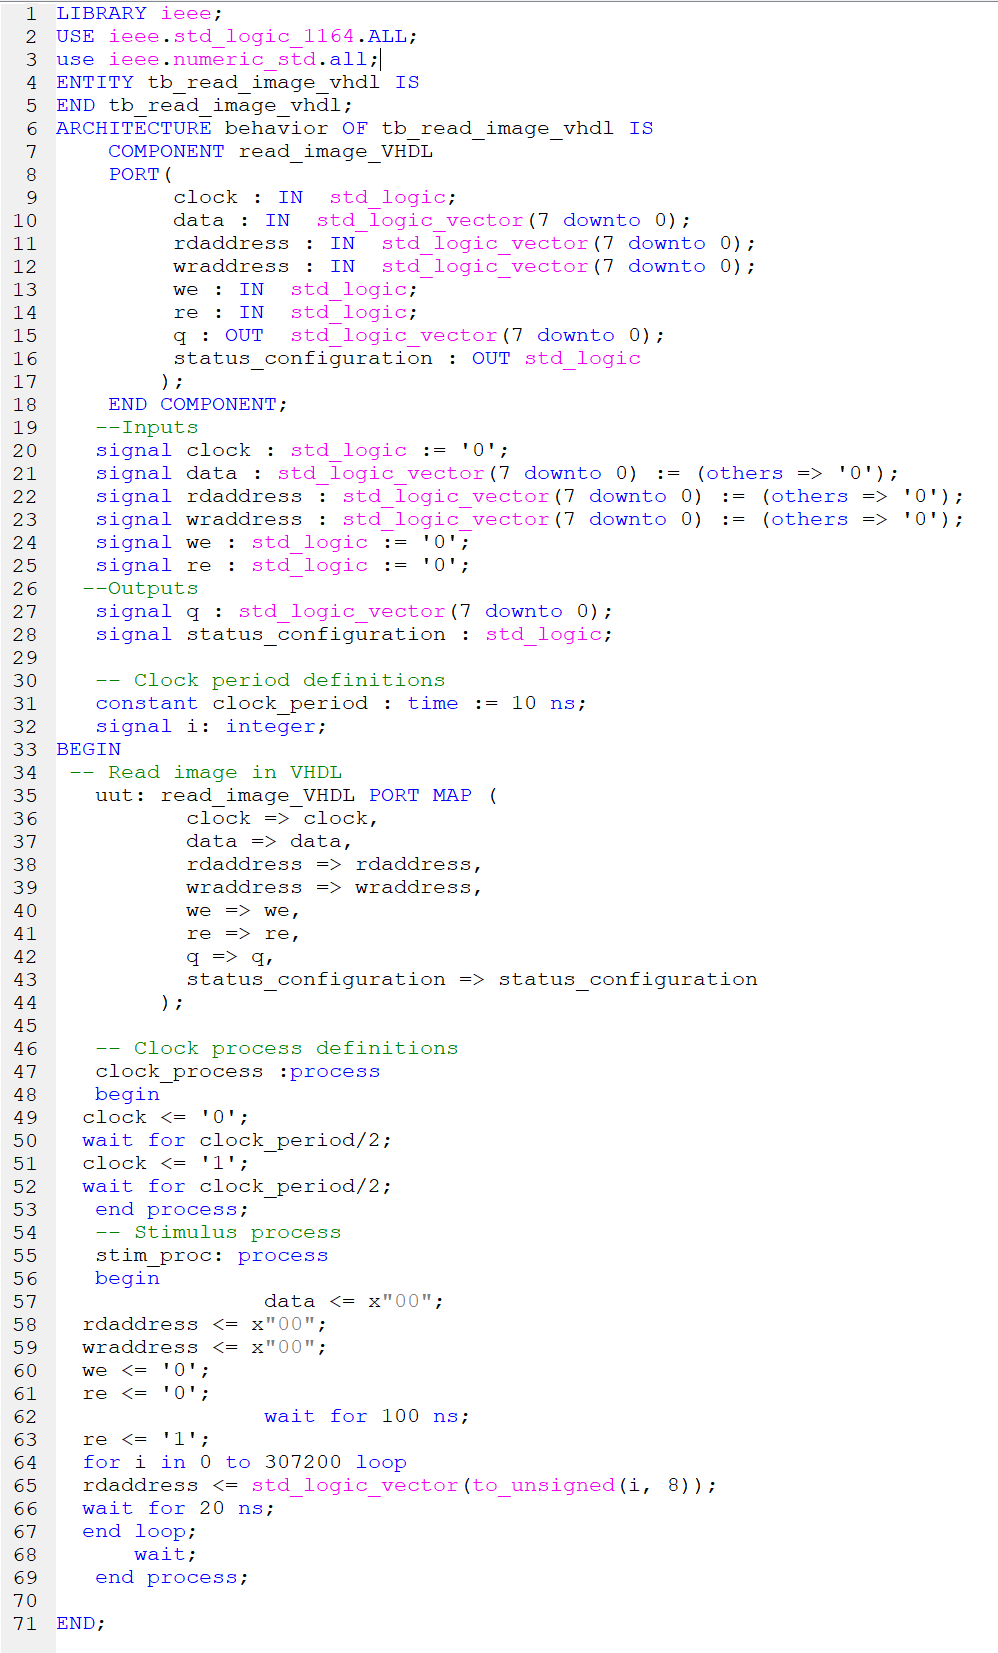 1 LIBRARY ieee;
2 USE ieee.std_logic_1164.ALL;
3 use ieee.numeric_std.all;
4 ENTITY tb_read_image_vhdl IS
5 END tb_read_image_vhdl;
6 ARCHITECTURE behavior OF tb_read_image_vhdl IS
7     COMPONENT read_image_VHDL
8     PORT(
9          clock : IN  std_logic;
10          data : IN  std_logic_vector(7 downto 0);
11          rdaddress : IN  std_logic_vector(7 downto 0);
12          wraddress : IN  std_logic_vector(7 downto 0);
13          we : IN  std_logic;
14          re : IN  std_logic;
15          q : OUT  std_logic_vector(7 downto 0);
16          status_configuration : OUT std_logic
17         );
18     END COMPONENT;
19    --Inputs
20    signal clock : std_logic := '0';
21    signal data : std_logic_vector(7 downto 0) := (others => '0');
22    signal rdaddress : std_logic_vector(7 downto 0) := (others => '0');
23    signal wraddress : std_logic_vector(7 downto 0) := (others => '0');
24    signal we : std_logic := '0';
25    signal re : std_logic := '0';
26   --Outputs
27    signal q : std_logic_vector(7 downto 0);
28    signal status_configuration : std_logic;
29
30    -- Clock period definitions
31    constant clock_period : time := 10 ns;
32    signal i: integer;
33 BEGIN
34  -- Read image in VHDL
35    uut: read_image_VHDL PORT MAP (
36           clock => clock,
37           data => data,
38           rdaddress => rdaddress,
39           wraddress => wraddress,
40           we => we,
41           re => re,
42           q => q,
43           status_configuration => status_configuration
44         );
45
46    -- Clock process definitions
47    clock_process :process
48    begin
49   clock <= '0';
50   wait for clock_period/2;
51   clock <= '1';
52   wait for clock_period/2;
53    end process;
54    -- Stimulus process
55    stim_proc: process
56    begin
57                 data <= x"00";
58   rdaddress <= x"00";
59   wraddress <= x"00";
60   we <= '0';
61   re <= '0';
62                 wait for 100 ns;
63   re <= '1';
64   for i in 0 to 307200 loop
65   rdaddress <= std_logic_vector(to_unsigned(i, 8));
66   wait for 20 ns;
67   end loop;
68       wait;
69    end process;
70
71 END;